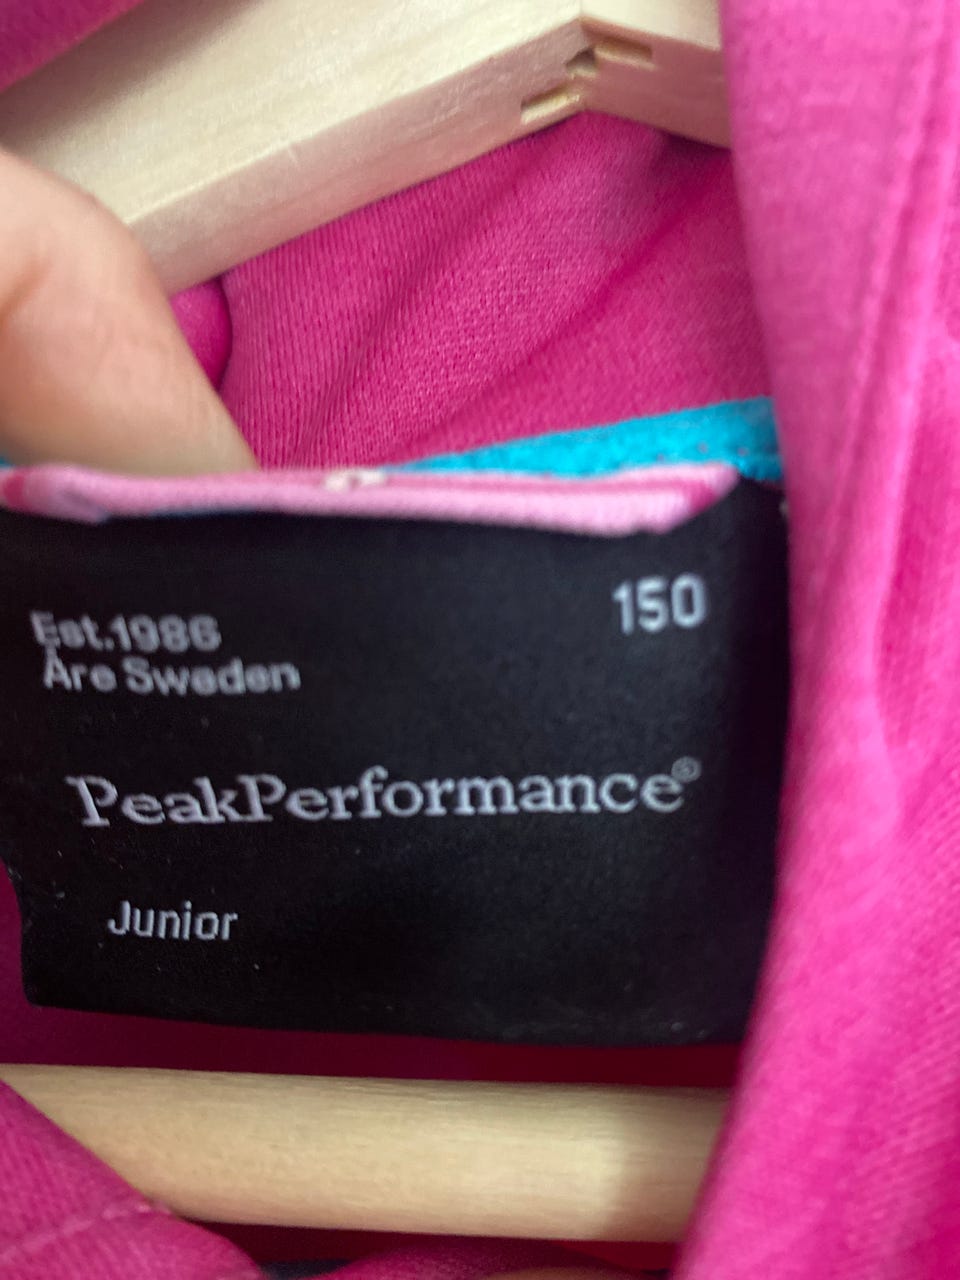 Est.1986
Åre Sweden
150
PeakPerformance®
Junior